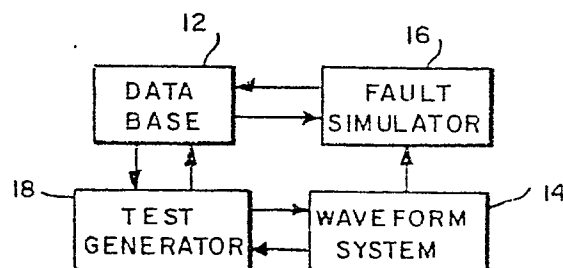 12
16
DATA
BASE
FAULT
SIMULATOR
18
14
TEST
GENERATOR
WAVEFORM
SYSTEM